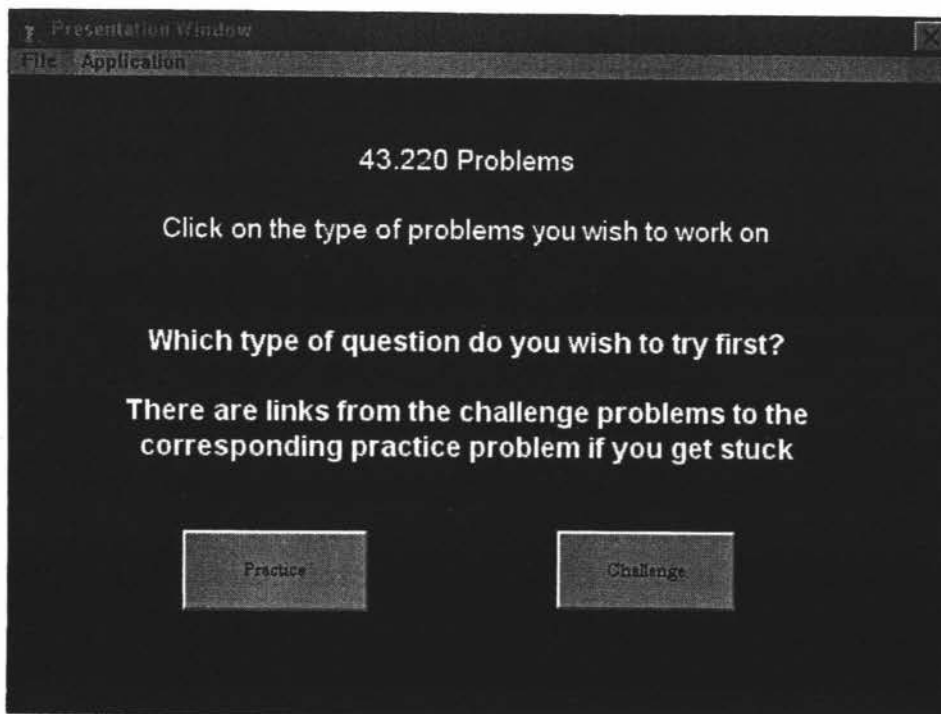 Presentation Window
File Application
43.220 Problems
Click on the type of problems you wish to work on
Which type of question do you wish to try first?
There are links from the challenge problems to the
corresponding practice problem if you get stuck
Practice Challenge